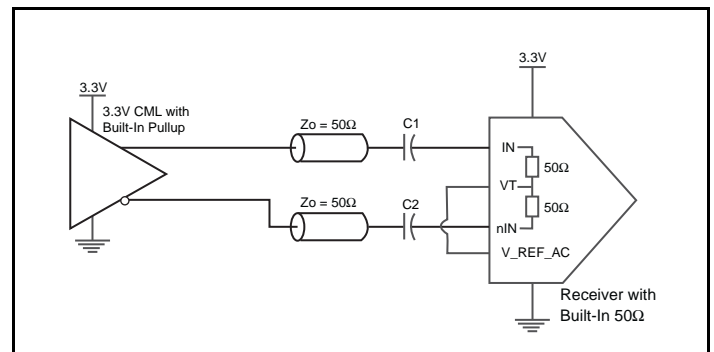 3.3V
3.3V
3.3V CML with
Built-In Pullup
Zo = 50Ω
C1
IN
50Ω
VT
50Ω
Zo = 50Ω
C2
nIN
V_REF_AC
Receiver with
Built-In 50Ω